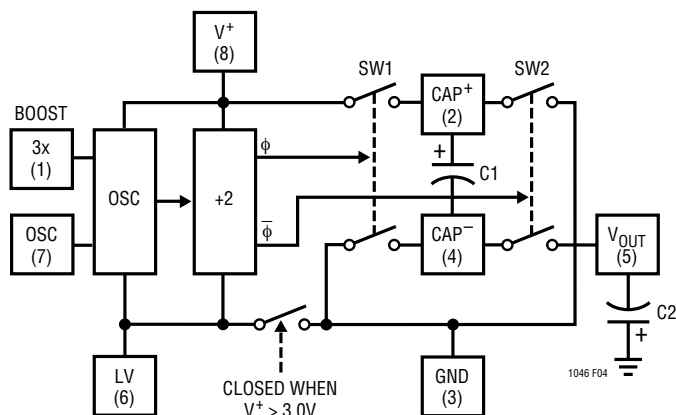 V+
(8)
SW1
SW2
CAP+
(2)
BOOST
3x
(1)
ϕ
+
C1
OSC
+2
OSC
(7)
ϕ̅
CAP−
(4)
VOUT
(5)
C2
+
LV
(6)
CLOSED WHEN
V+ > 3.0V
GND
(3)
1046 F04